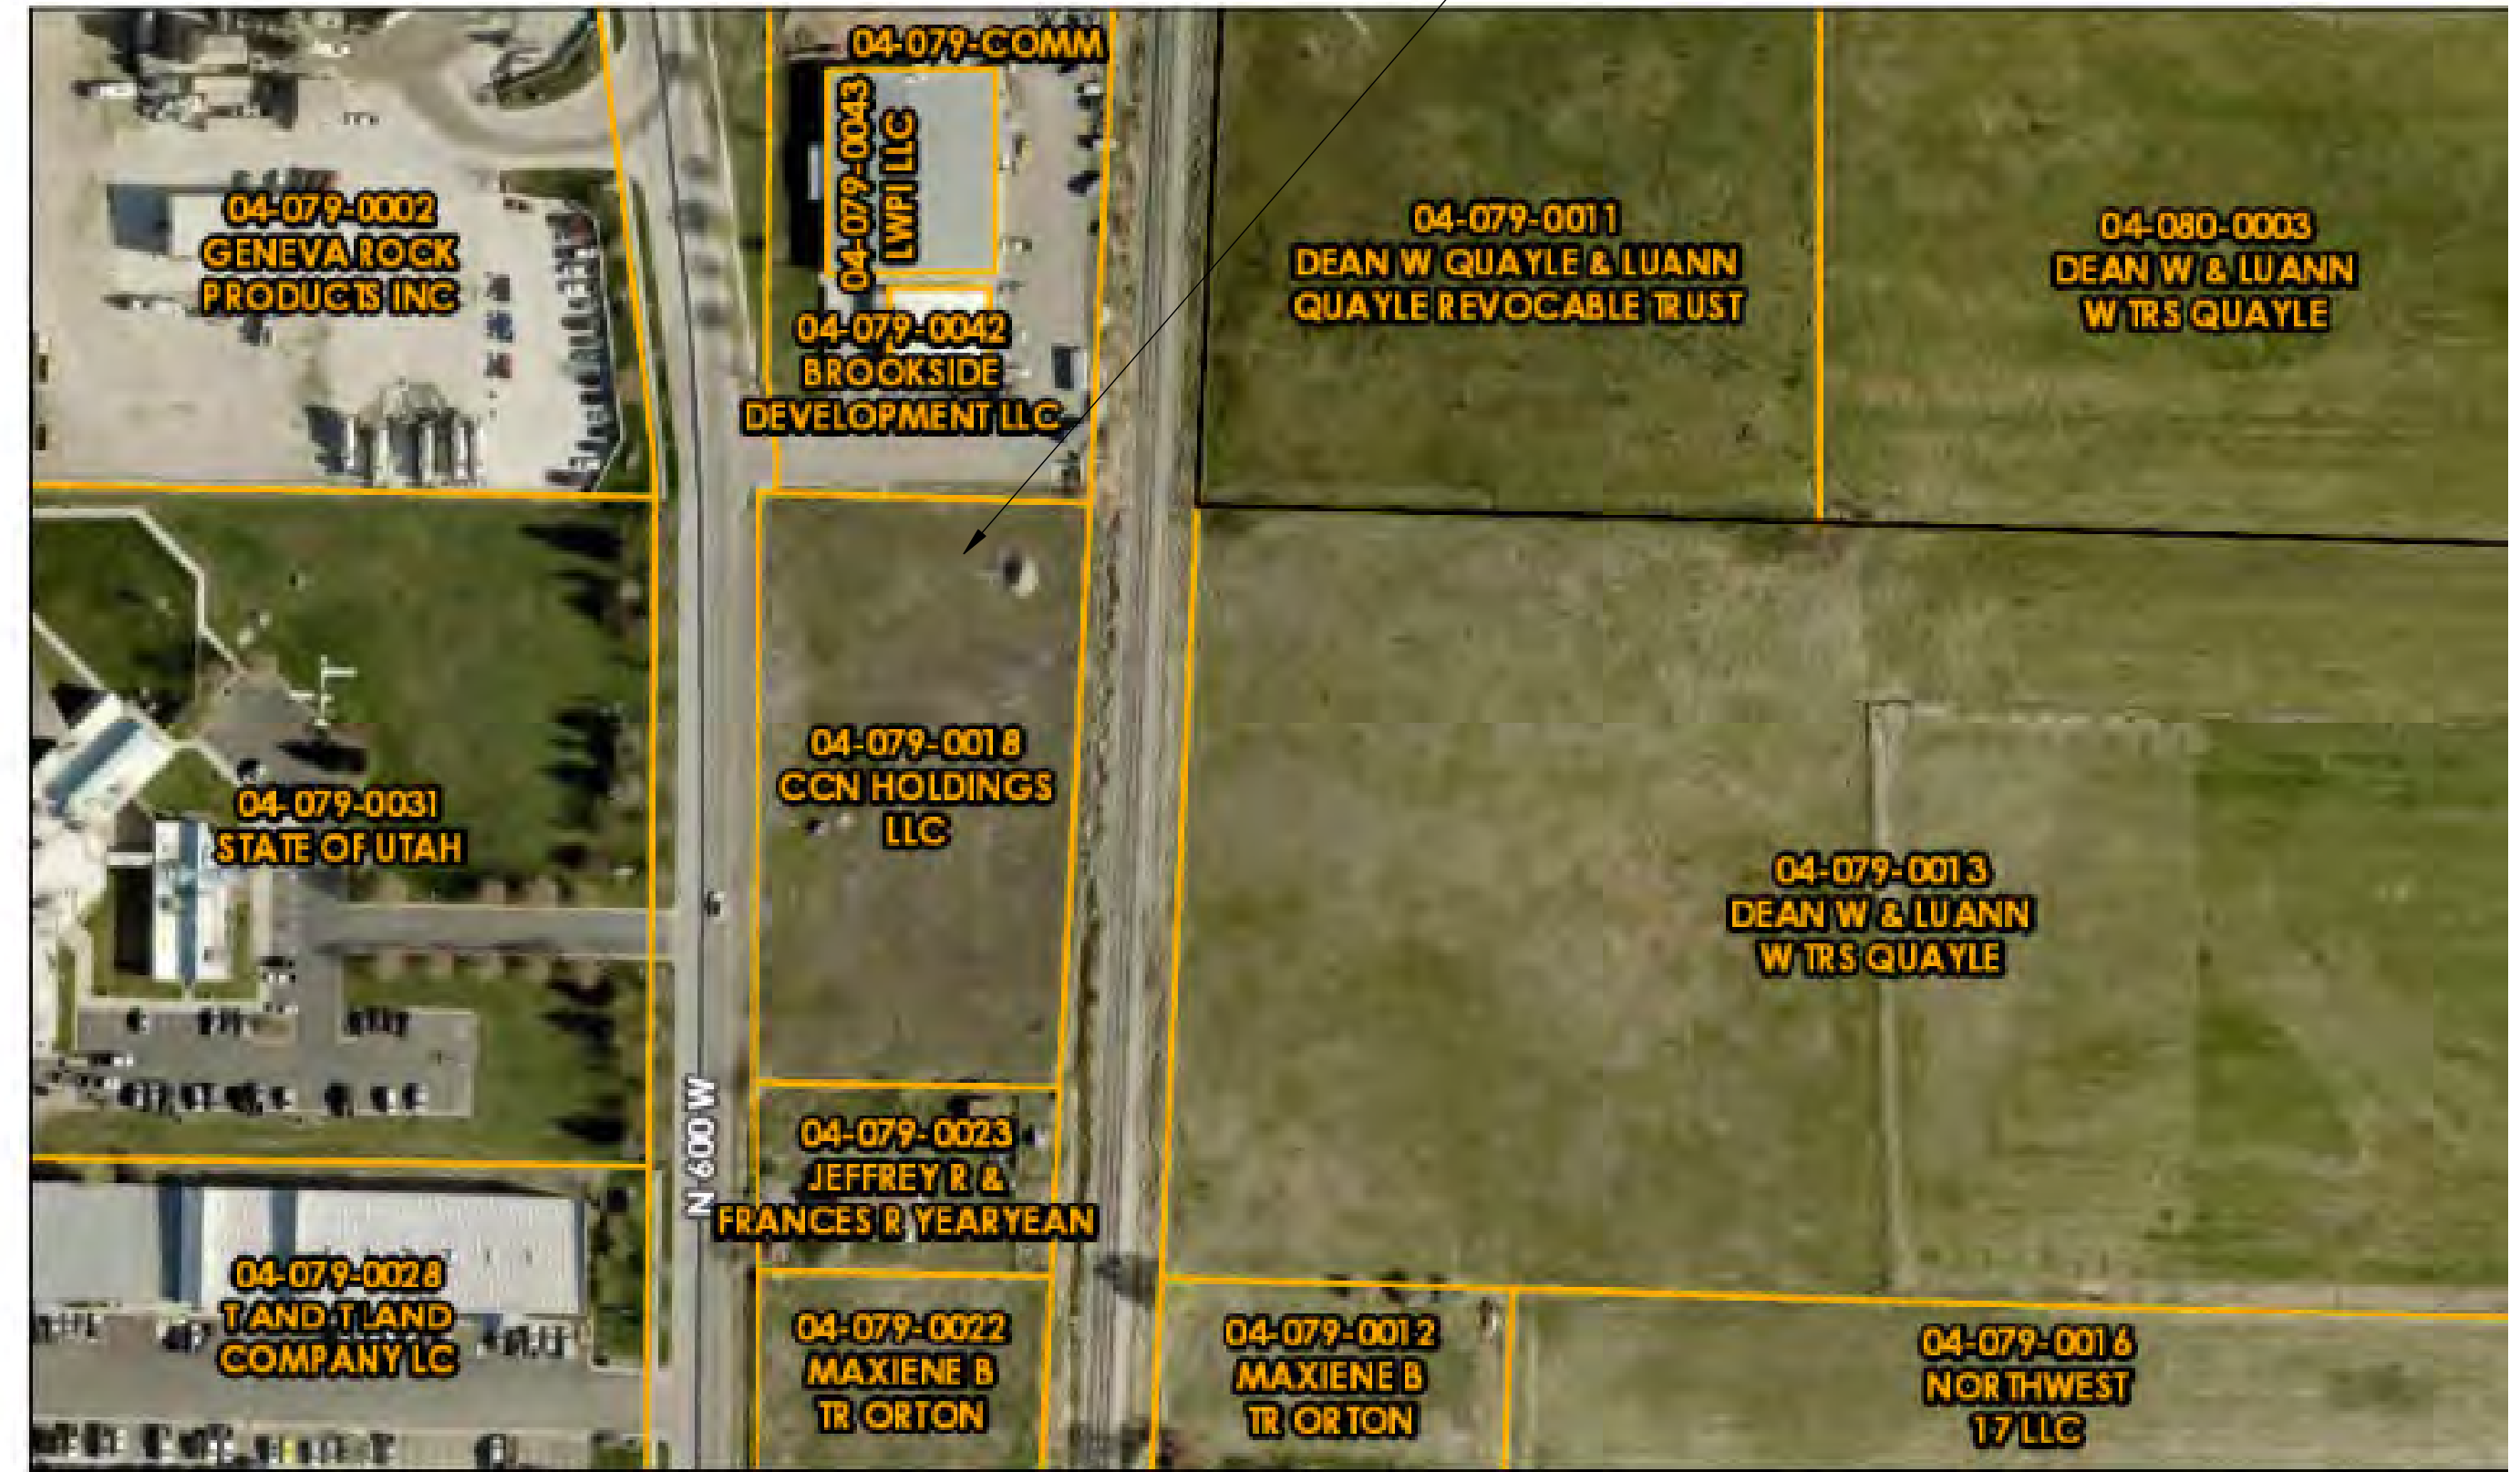 04-079-COMM
04-079-0043
LWPI LLC
04-079-0002
GENEVA ROCK
PRODUCTS INC
04-079-0011
DEAN W QUAYLE & LUANN
QUAYLE REVOCABLE TRUST
04-080-0003
DEAN W & LUANN
W TRS QUAYLE
04-079-0042
BROOKSIDE
DEVELOPMENT LLC
04-079-0018
CCN HOLDINGS
LLC
04-079-0031
STATE OF UTAH
04-079-0013
DEAN W & LUANN
W TRS QUAYLE
N 600 W
04-079-0023
JEFFREY R &
FRANCES R YEARYEAN
04-079-0028
T AND T LAND
COMPANY LC
04-079-0022
MAXIENE B
TR ORTON
04-079-0012
MAXIENE B
TR ORTON
04-079-0016
NORTHWEST
17 LLC